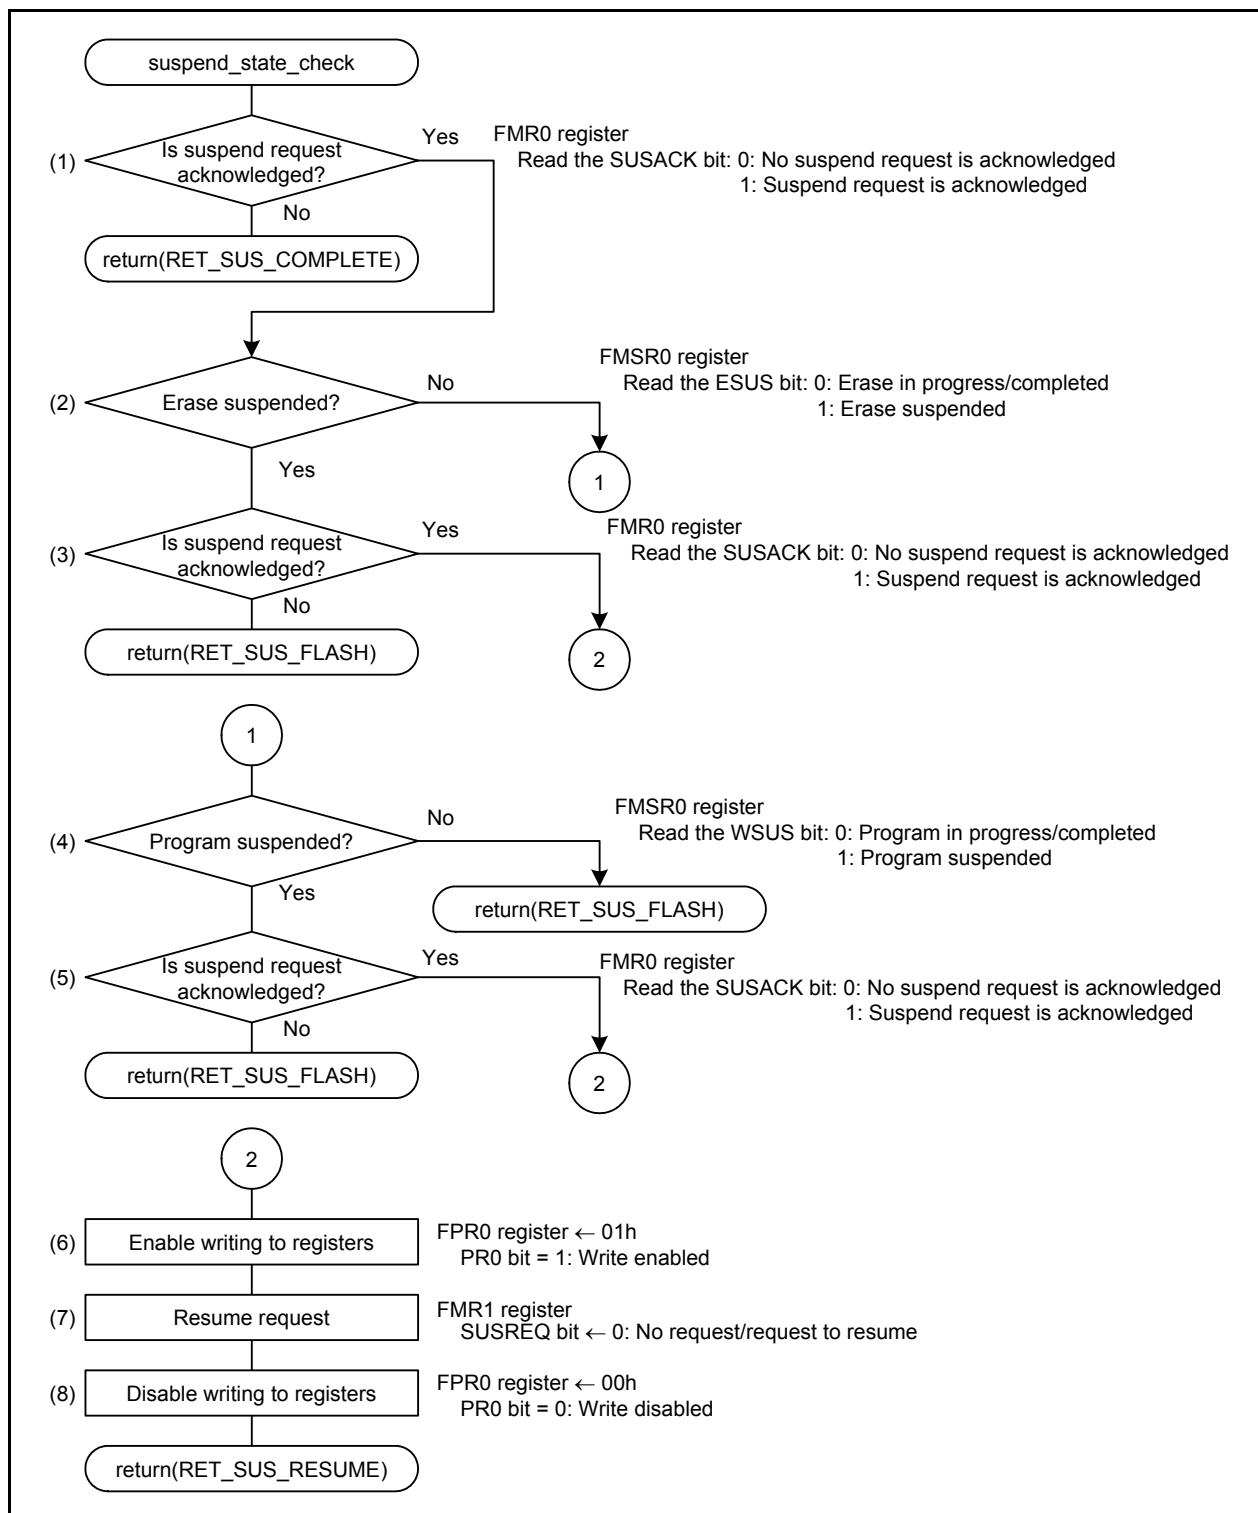 suspend_state_check
(1)
Is suspend request
acknowledged?
Yes
No
FMR0 register
Read the SUSACK bit: 0: No suspend request is acknowledged
1: Suspend request is acknowledged
return(RET_SUS_COMPLETE)
(2)
Erase suspended?
No
Yes
FMSR0 register
Read the ESUS bit: 0: Erase in progress/completed
1: Erase suspended
1
(3)
Is suspend request
acknowledged?
Yes
No
FMR0 register
Read the SUSACK bit: 0: No suspend request is acknowledged
1: Suspend request is acknowledged
return(RET_SUS_FLASH)
2
1
(4)
Program suspended?
No
Yes
FMSR0 register
Read the WSUS bit: 0: Program in progress/completed
1: Program suspended
return(RET_SUS_FLASH)
(5)
Is suspend request
acknowledged?
Yes
No
FMR0 register
Read the SUSACK bit: 0: No suspend request is acknowledged
1: Suspend request is acknowledged
return(RET_SUS_FLASH)
2
2
(6)
Enable writing to registers
FPR0 register ← 01h
PR0 bit = 1: Write enabled
(7)
Resume request
FMR1 register
SUSREQ bit ← 0: No request/request to resume
(8)
Disable writing to registers
FPR0 register ← 00h
PR0 bit = 0: Write disabled
return(RET_SUS_RESUME)